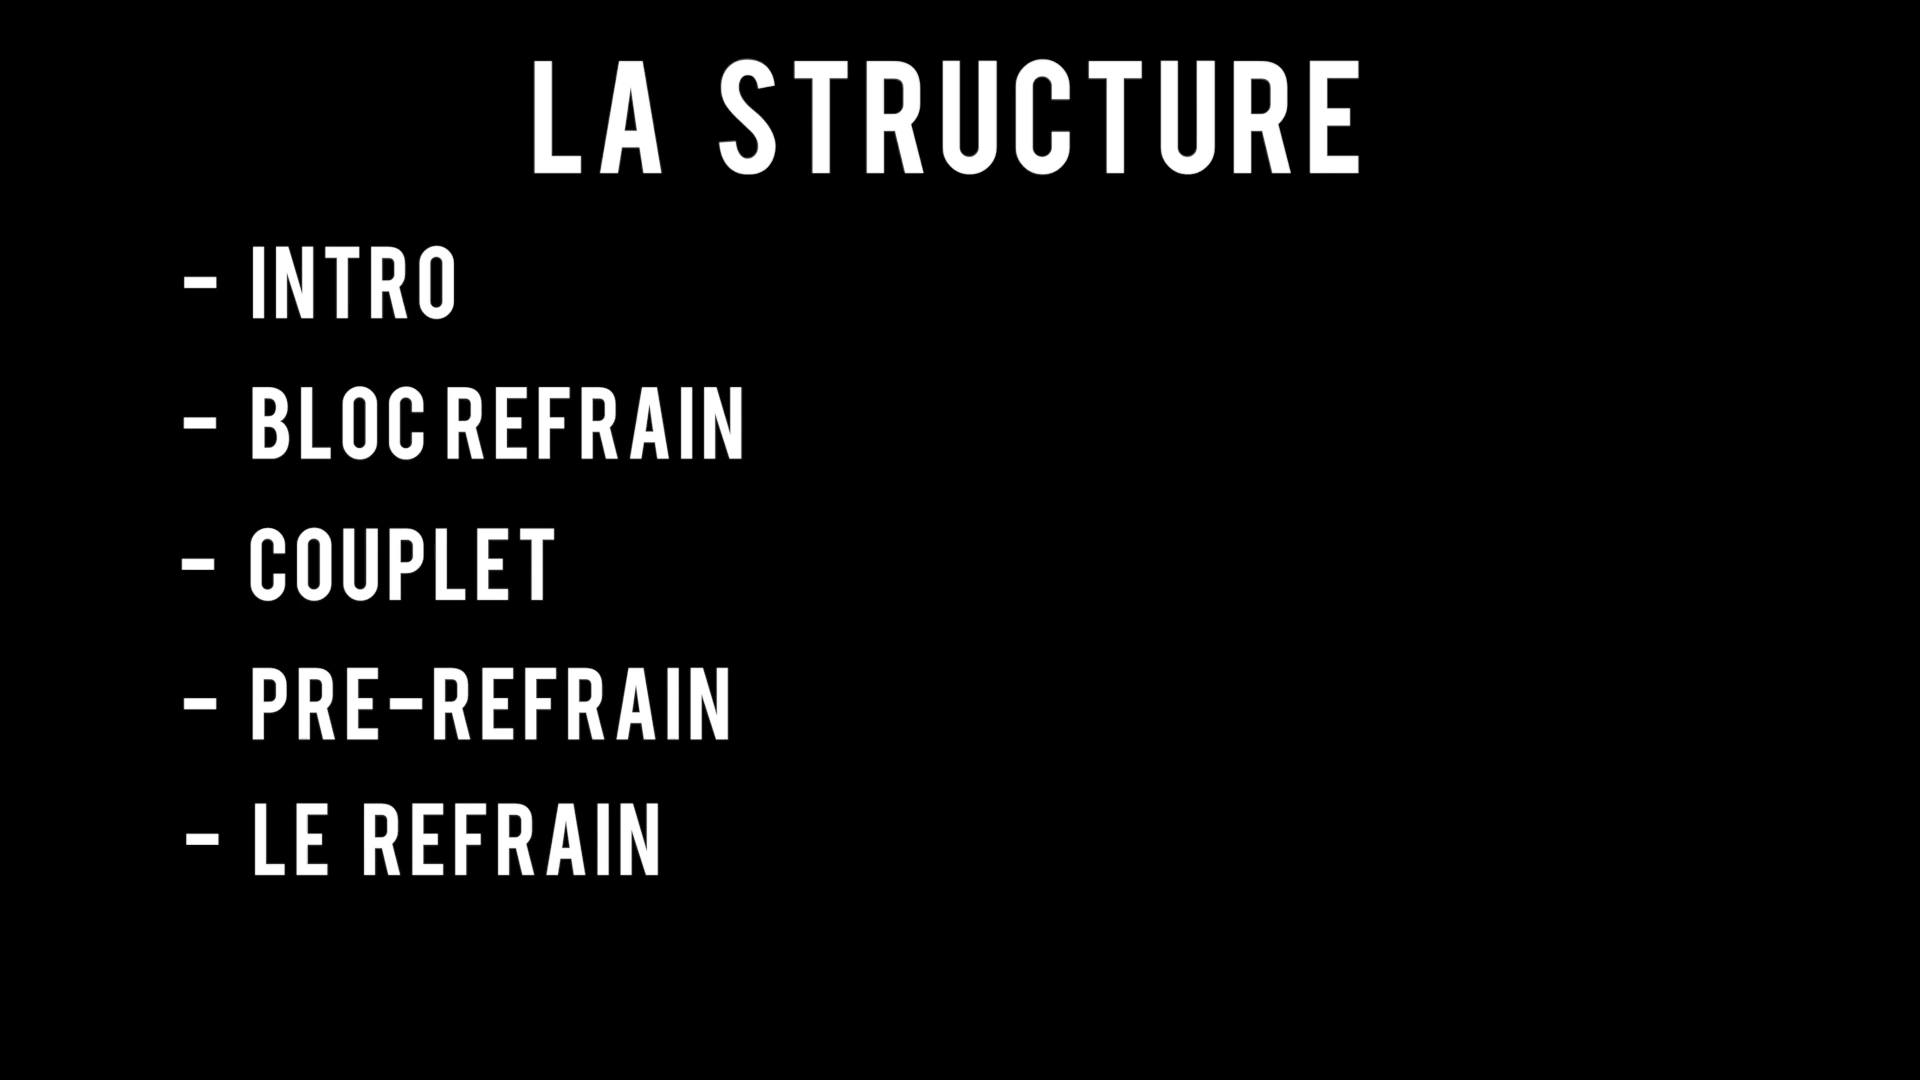 LA STRUCTURE
- INTRO
- BLOC REFRAIN
- COUPLET
- PRE-REFRAIN
- LE REFRAIN